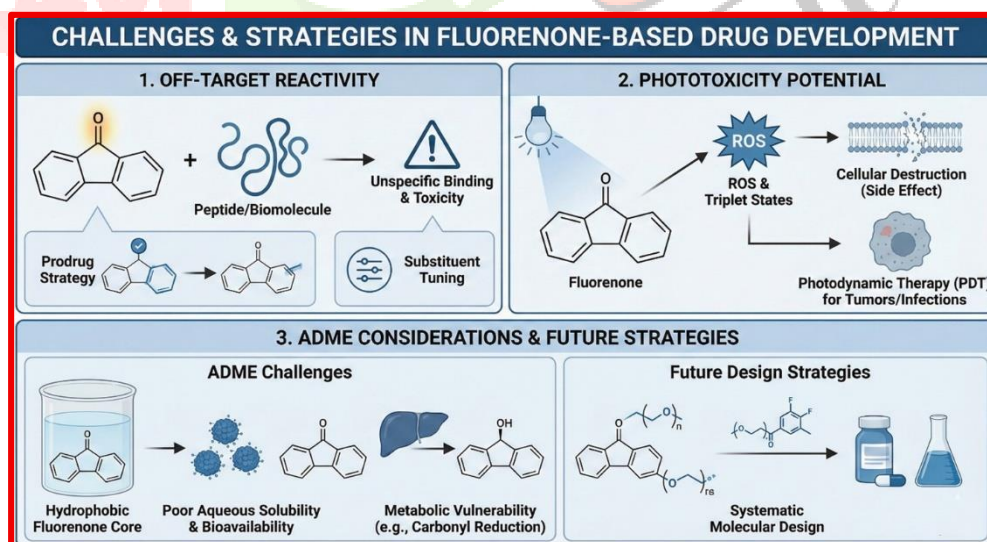 CHALLENGES & STRATEGIES IN FLUORENONE-BASED DRUG DEVELOPMENT
1. OFF-TARGET REACTIVITY
O
+
Peptide/Biomolecule
Unspecific Binding
& Toxicity
Prodrug
Strategy
O
Substituent
Tuning
2. PHOTOTOXICITY POTENTIAL
O
Fluorenone
ROS
ROS &
Triplet States
Cellular Destruction
(Side Effect)
Photodynamic Therapy (PDT)
for Tumors/Infections
3. ADME CONSIDERATIONS & FUTURE STRATEGIES
ADME Challenges
O
Hydrophobic
Fluorenone Core
Poor Aqueous Solubility
& Bioavailability
O
OH
Metabolic Vulnerability
(e.g., Carbonyl Reduction)
Future Design Strategies
O
O
n
O
O
O
O
F
F
Systematic
Molecular Design